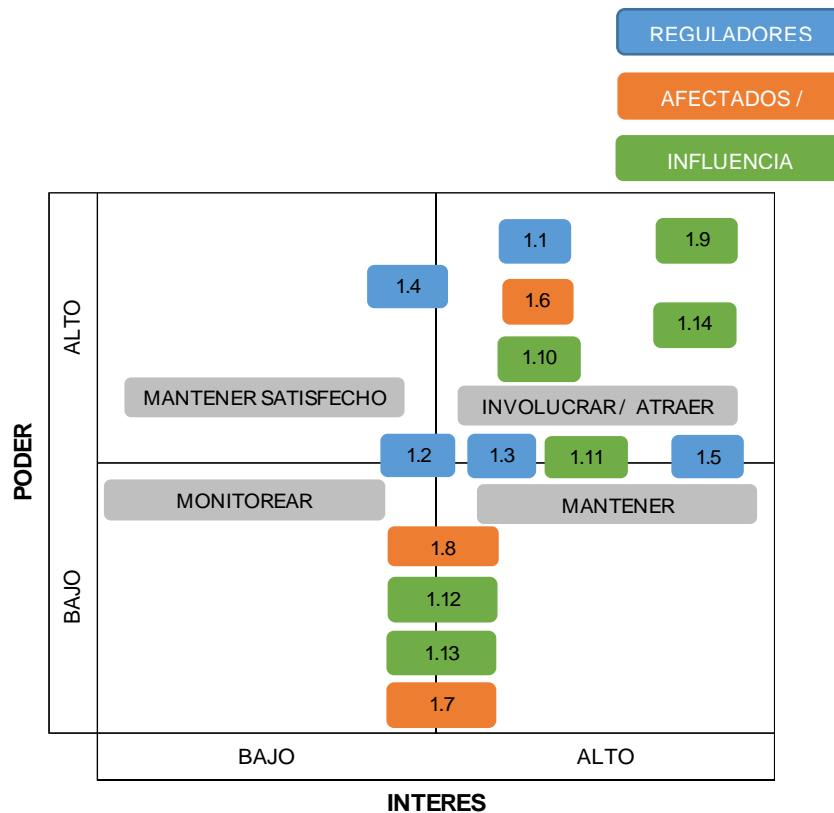 REGULADORES
AFECTADOS /
INFLUENCIA
1.1
1.9
1.4
1.6
1.14
1.10
ALTO
MANTENER SATISFECHO
INVOLUCRAR / ATRAER
PODER
1.2
1.3
1.11
1.5
MONITOREAR
MANTENER
1.8
BAJO
1.12
1.13
1.7
BAJO
ALTO
INTERES